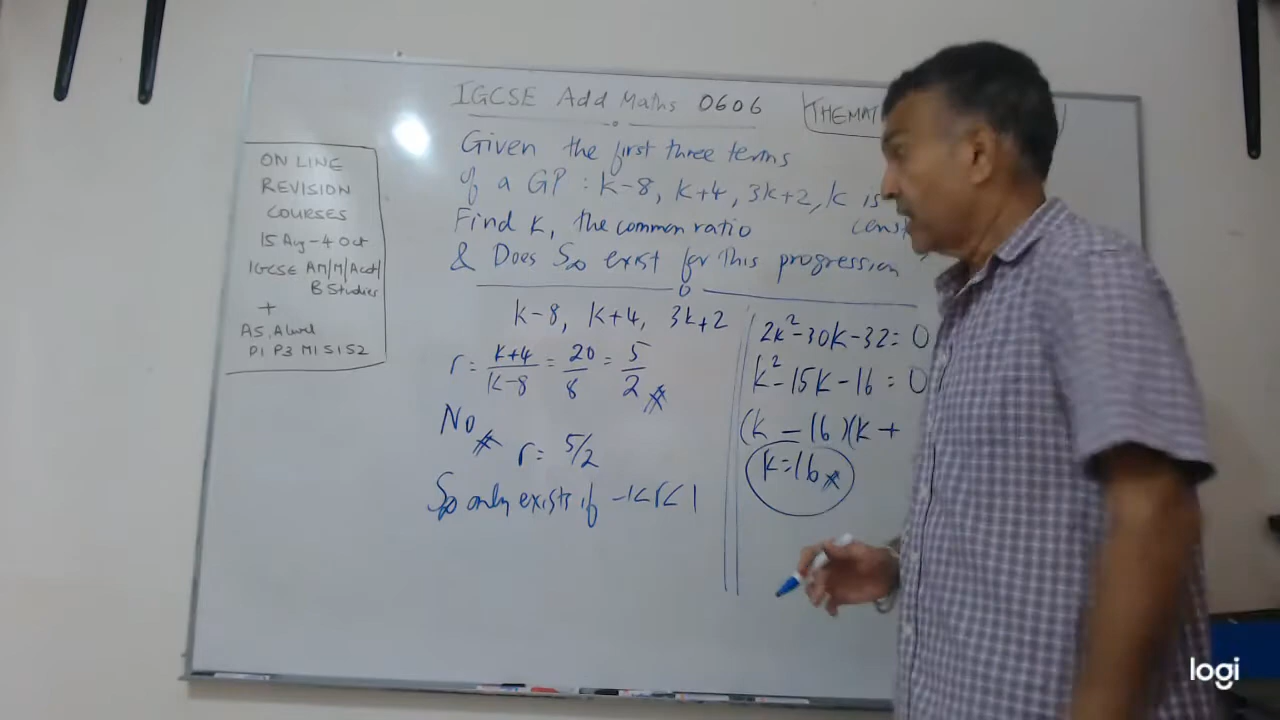 IGCSE Add Maths 0606
THEMAT
Given the first three terms
of a GP : k-8, k+4, 3k+2, k is
Find k, the common ratio
& Does S∞ exist for this progression
ON LINE
REVISION
COURSES
15 Aug - 4 Oct
IGCSE AM/M/Acct/
B Studies
+
AS, A level
P1 P3 M1 S1 S2
k-8, k+4, 3k+2
r = k+4/k-8 = 20/8 = 5/2
No
r = 5/2
S∞ only exists if -1<r<1
2k²-30k-32 = 0
k²-15k-16 = 0
(k - 16)(k +
k=16
logi